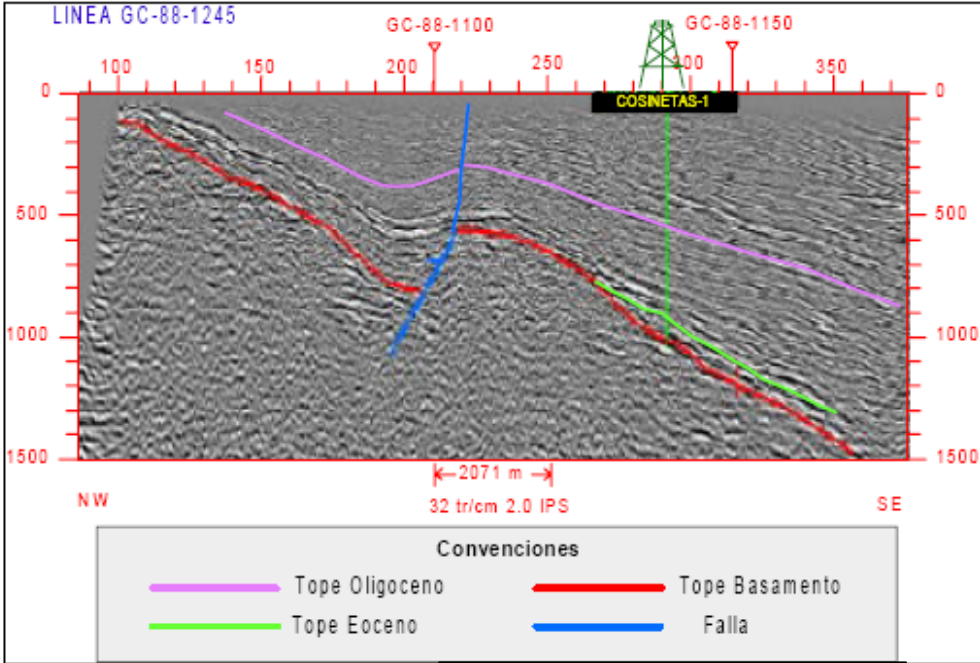 LINEA GC-88-1245
GC-88-1100 GC-88-1150
100 150 200 250 300 350
0 COSINETAS-1 0
500 500
1000 1000
1500 1500
2071 m
NW 32 tr/cm 2.0 IPS SE
Convenciones
Tope Oligoceno Tope Basamento
Tope Eoceno Falla